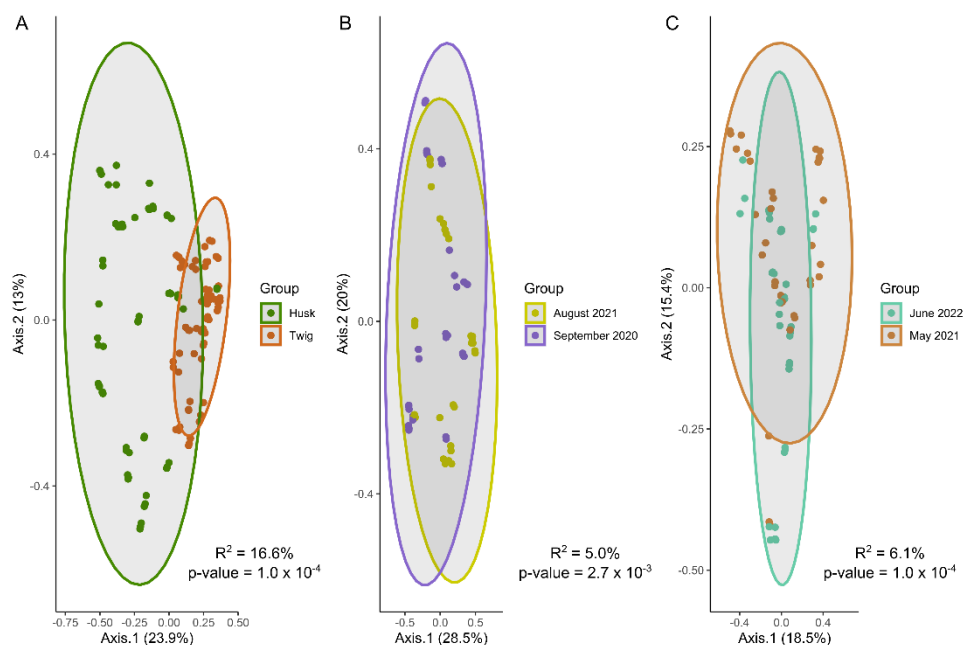 A
Axis.2 (13%)
0.4
0.0
-0.4
-0.75
-0.50
-0.25
0.00
0.25
0.50
Axis.1 (23.9%)
Group
Husk
Twig
R² = 16.6%
p-value = 1.0 x 10⁻⁴
B
Axis.2 (20%)
0.4
0.0
-0.4
-0.5
0.0
0.5
Axis.1 (28.5%)
Group
August 2021
September 2020
R² = 5.0%
p-value = 2.7 x 10⁻³
C
Axis.2 (15.4%)
0.25
0.00
-0.25
-0.50
-0.4
0.0
0.4
Axis.1 (18.5%)
Group
June 2022
May 2021
R² = 6.1%
p-value = 1.0 x 10⁻⁴